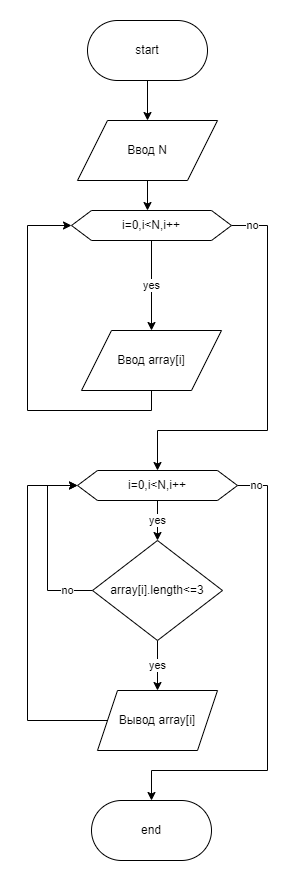 start
Ввод N
i=0,i<N,i++
no
yes
Ввод array[i]
i=0,i<N,i++
no
yes
array[i].length<=3
no
yes
Вывод array[i]
end